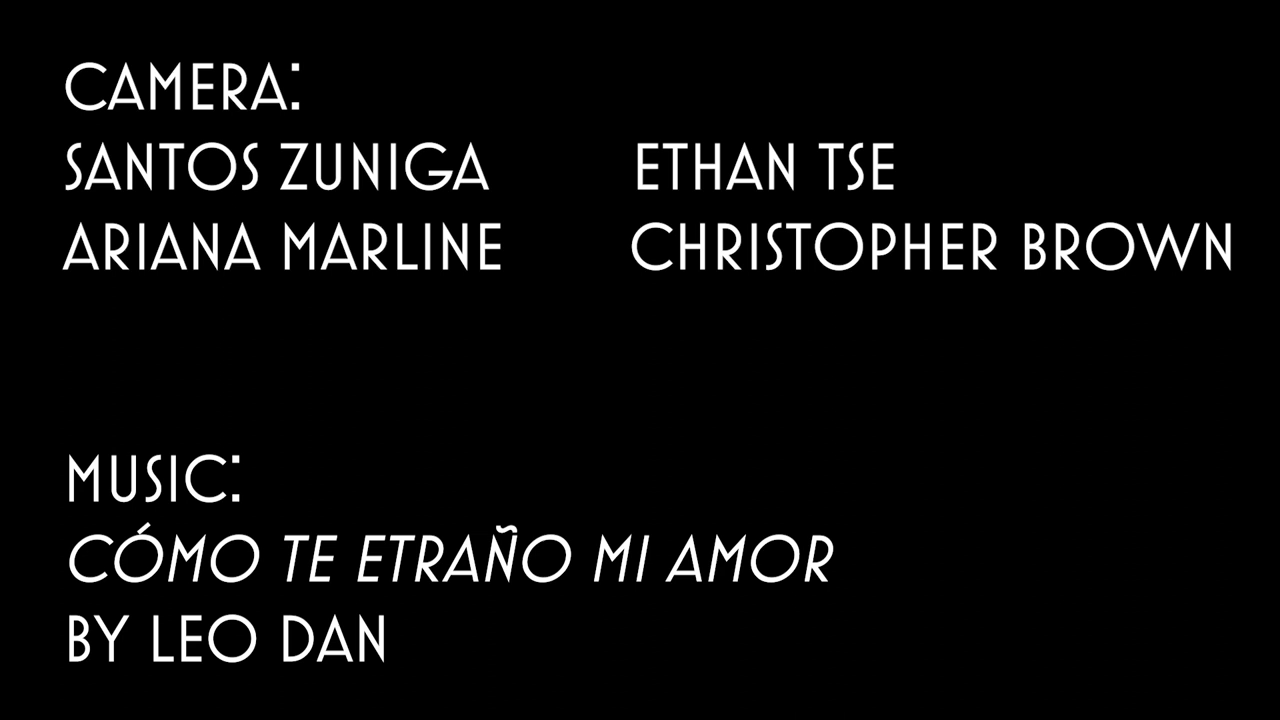 CAMERA:
SANTOS ZUNIGA ETHAN TSE
ARIANA MARLINE CHRISTOPHER BROWN
MUSIC:
CÓMO TE ETRAÑO MI AMOR
BY LEO DAN